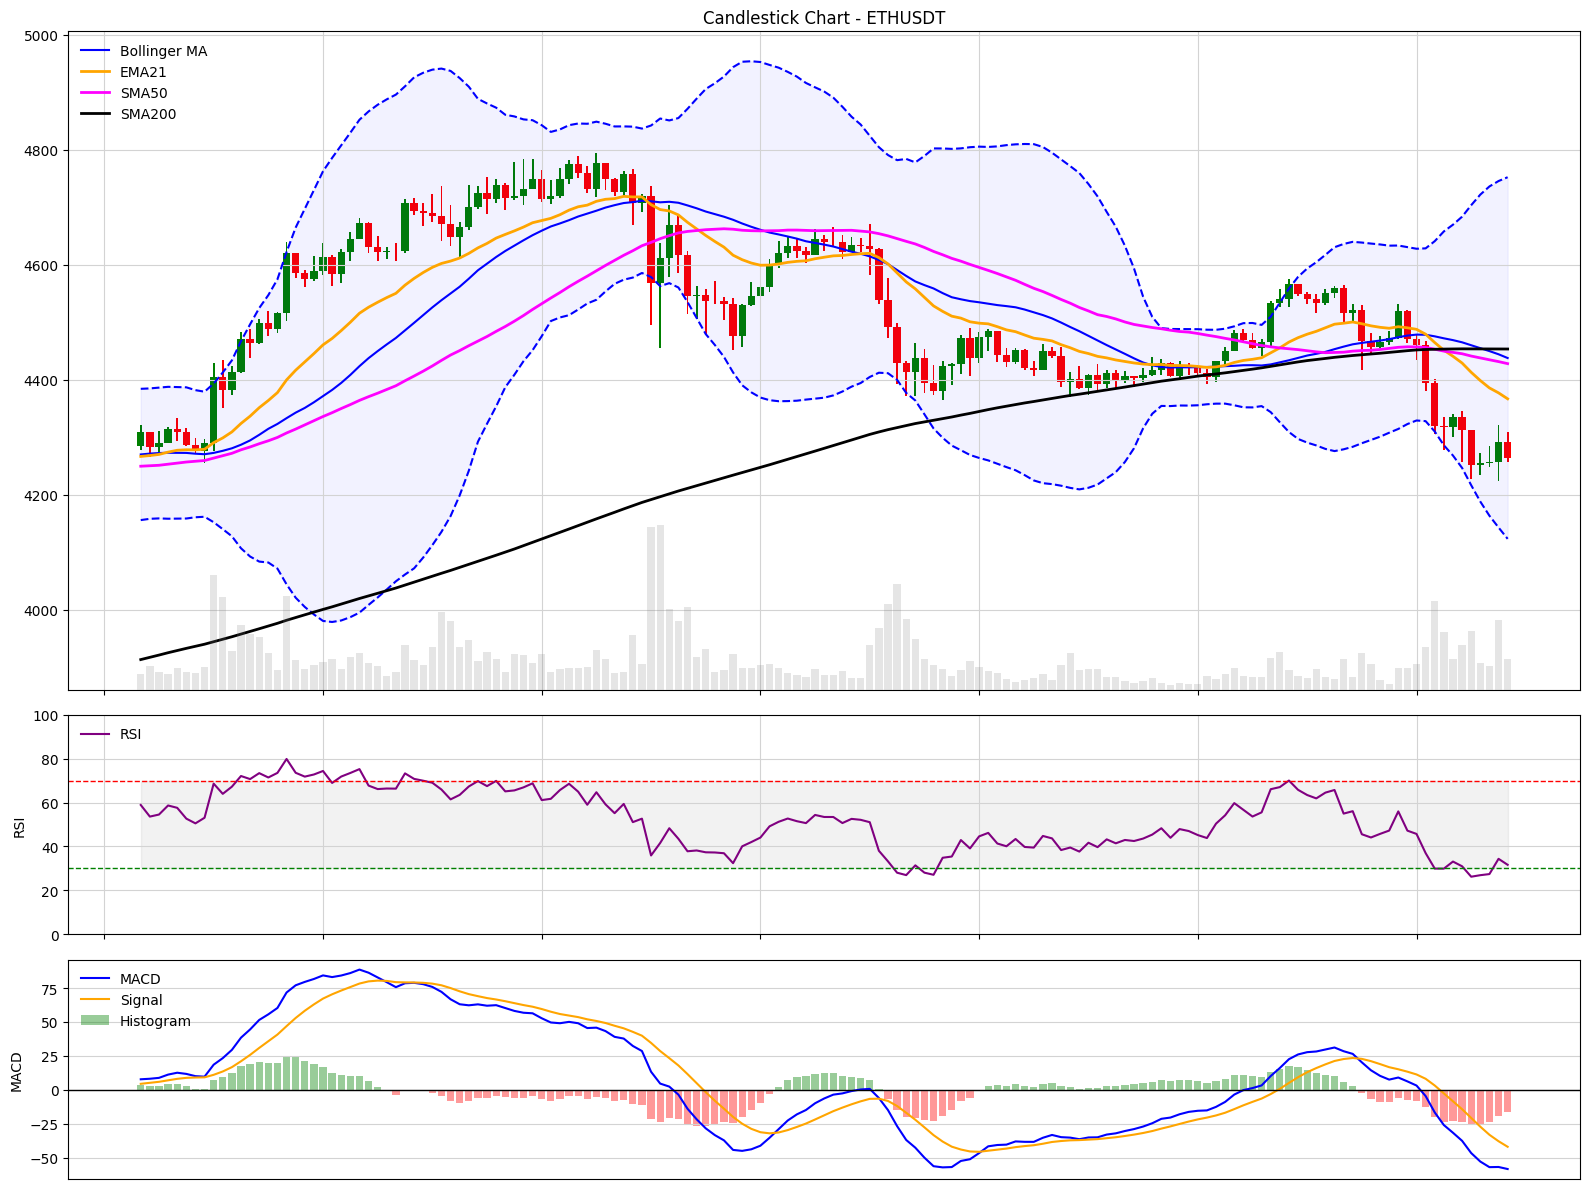 Candlestick Chart - ETHUSDT
5000
4800
4600
4400
4200
4000
Bollinger MA
EMA21
SMA50
SMA200
100
80
60
40
20
0
RSI
RSI
75
50
25
0
−25
−50
MACD
MACD
Signal
Histogram